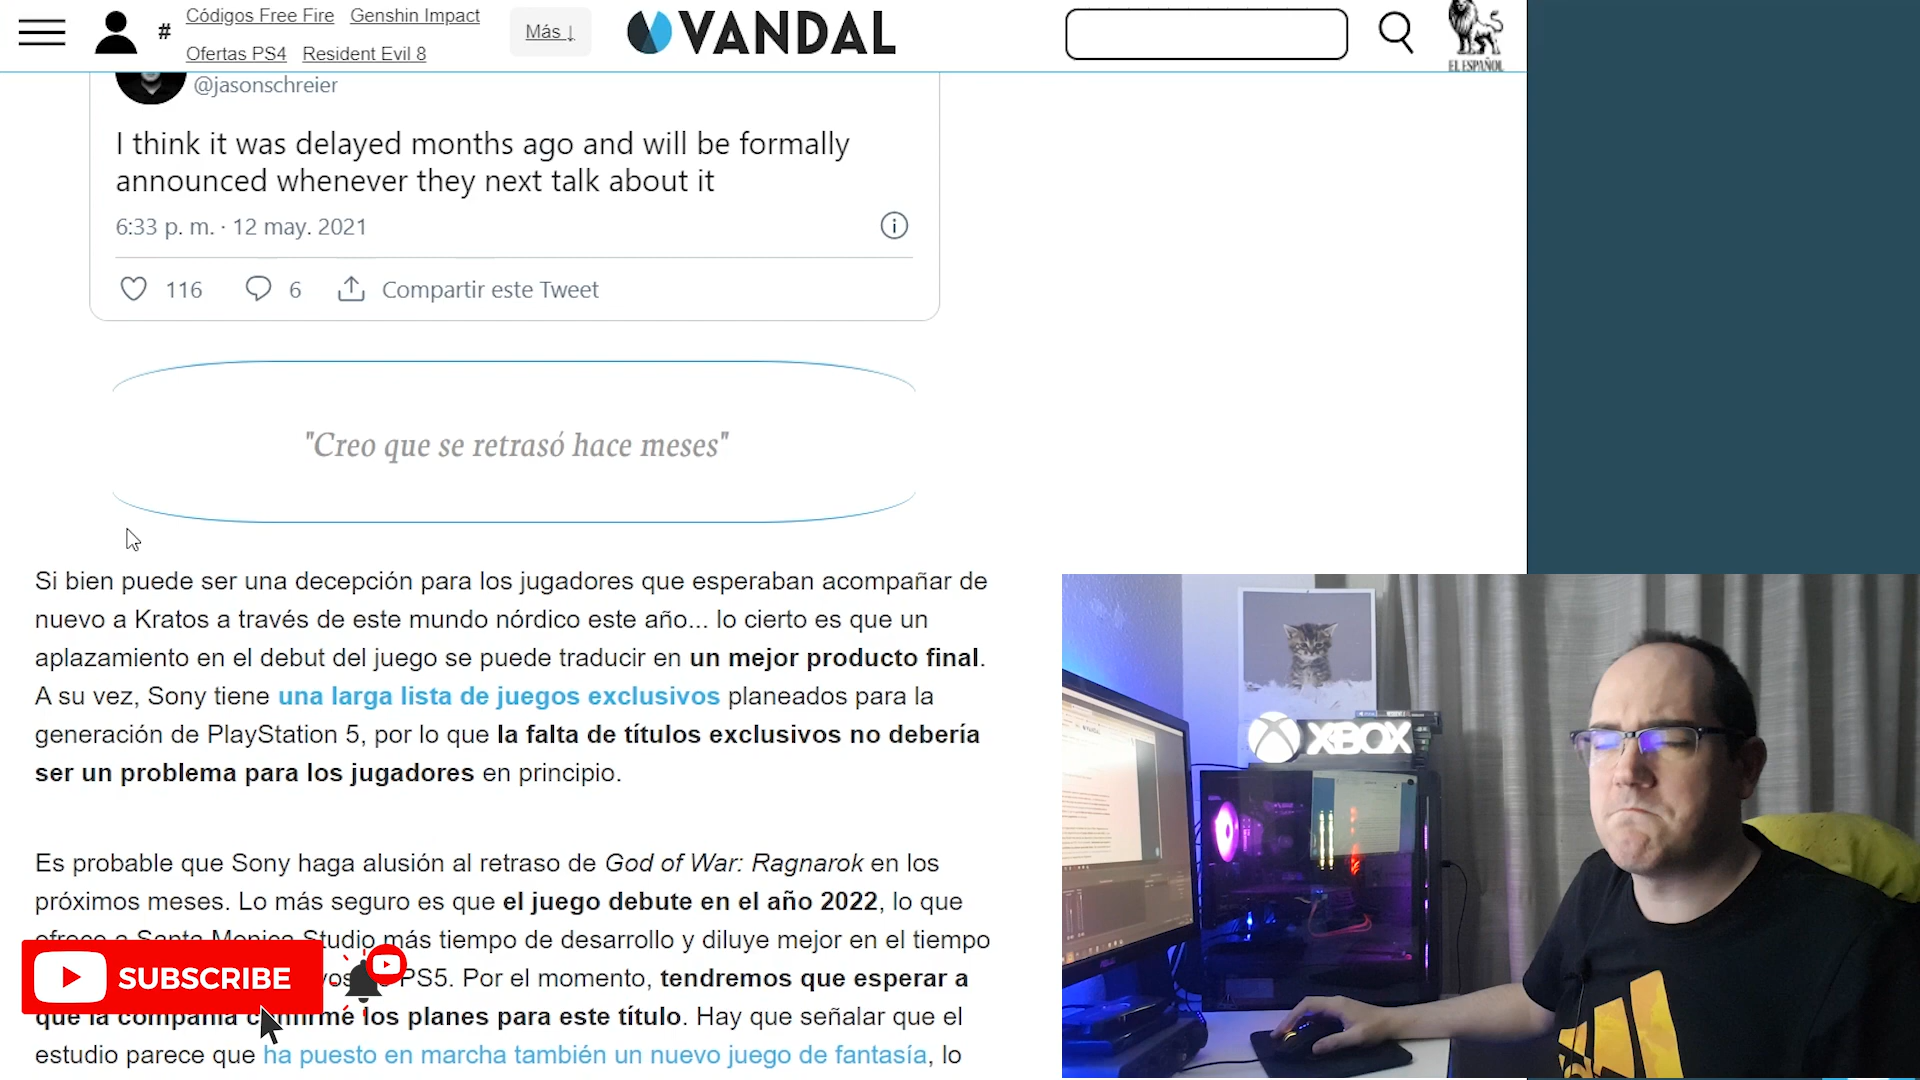 # Códigos Free Fire Genshin Impact
Ofertas PS4 Resident Evil 8
Más ↓
VANDAL
EL ESPAÑOL
@jasonschreier
I think it was delayed months ago and will be formally
announced whenever they next talk about it
6:33 p. m. · 12 may. 2021
116 6 Compartir este Tweet
"Creo que se retrasó hace meses"
Si bien puede ser una decepción para los jugadores que esperaban acompañar de
nuevo a Kratos a través de este mundo nórdico este año... lo cierto es que un
aplazamiento en el debut del juego se puede traducir en un mejor producto final.
A su vez, Sony tiene una larga lista de juegos exclusivos planeados para la
generación de PlayStation 5, por lo que la falta de títulos exclusivos no debería
ser un problema para los jugadores en principio.
Es probable que Sony haga alusión al retraso de God of War: Ragnarok en los
próximos meses. Lo más seguro es que el juego debute en el año 2022, lo que
ofrece a Santa Monica Studio más tiempo de desarrollo y diluye mejor en el tiempo
PS5. Por el momento, tendremos que esperar a
que la compañía confirme los planes para este título. Hay que señalar que el
estudio parece que ha puesto en marcha también un nuevo juego de fantasía, lo
SUBSCRIBE
XBOX